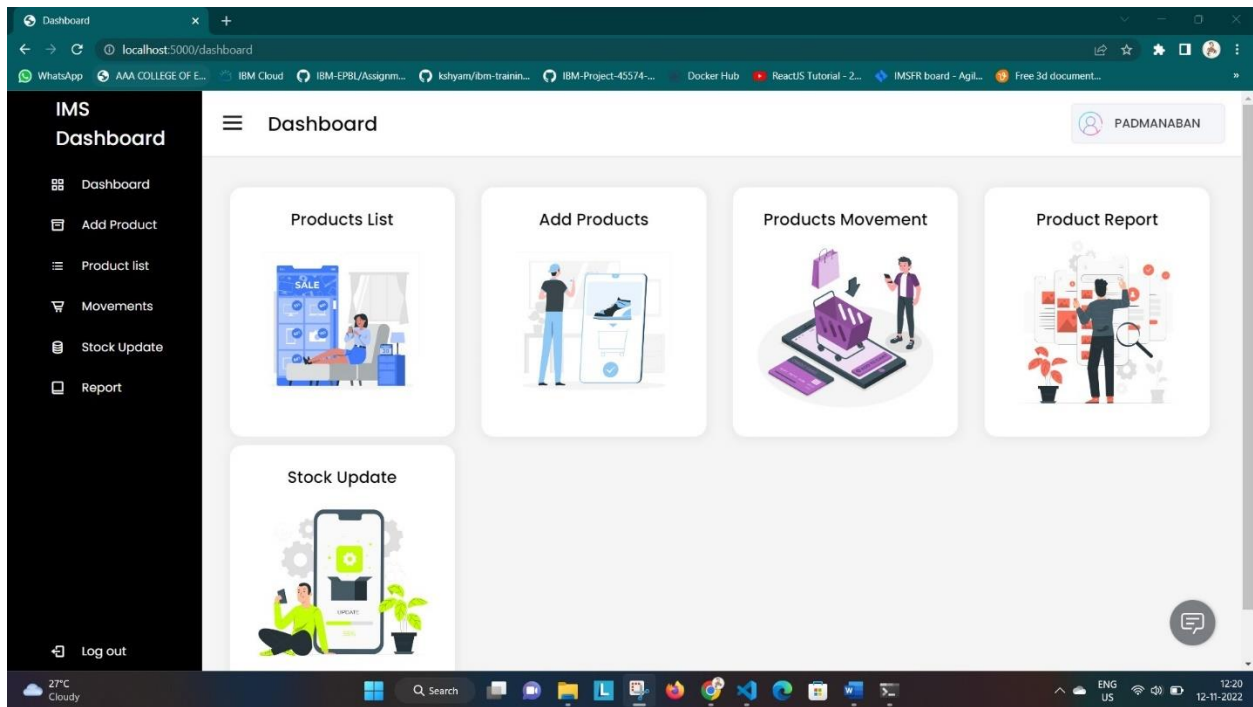 Dashboard
localhost:5000/dashboard
WhatsApp AAA COLLEGE OF E... IBM Cloud IBM-EPBL/Assignm... kshyam/ibm-trainin... IBM-Project-45574-... Docker Hub ReactJS Tutorial - 2... IMSFR board - Agil... Free 3d document... »
IMS
Dashboard
Dashboard
PADMANABAN
Dashboard
Add Product
Product list
Movements
Stock Update
Report
Log out
Products List
SALE
Add Products
Products Movement
Product Report
Stock Update
UPDATE
27°C
Cloudy
Search
ENG
US
12:20
12-11-2022